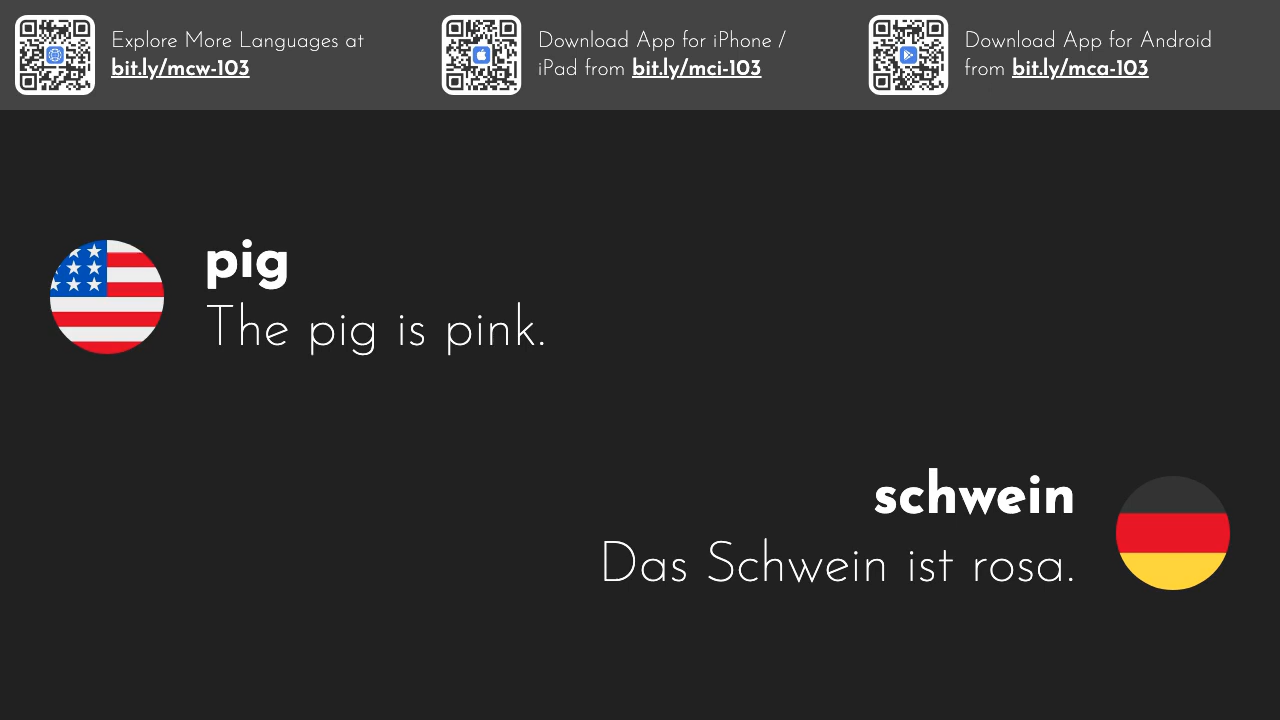 Explore More Languages at
bit.ly/mcw-103
Download App for iPhone /
iPad from bit.ly/mci-103
Download App for Android
from bit.ly/mca-103
pig
The pig is pink.
schwein
Das Schwein ist rosa.